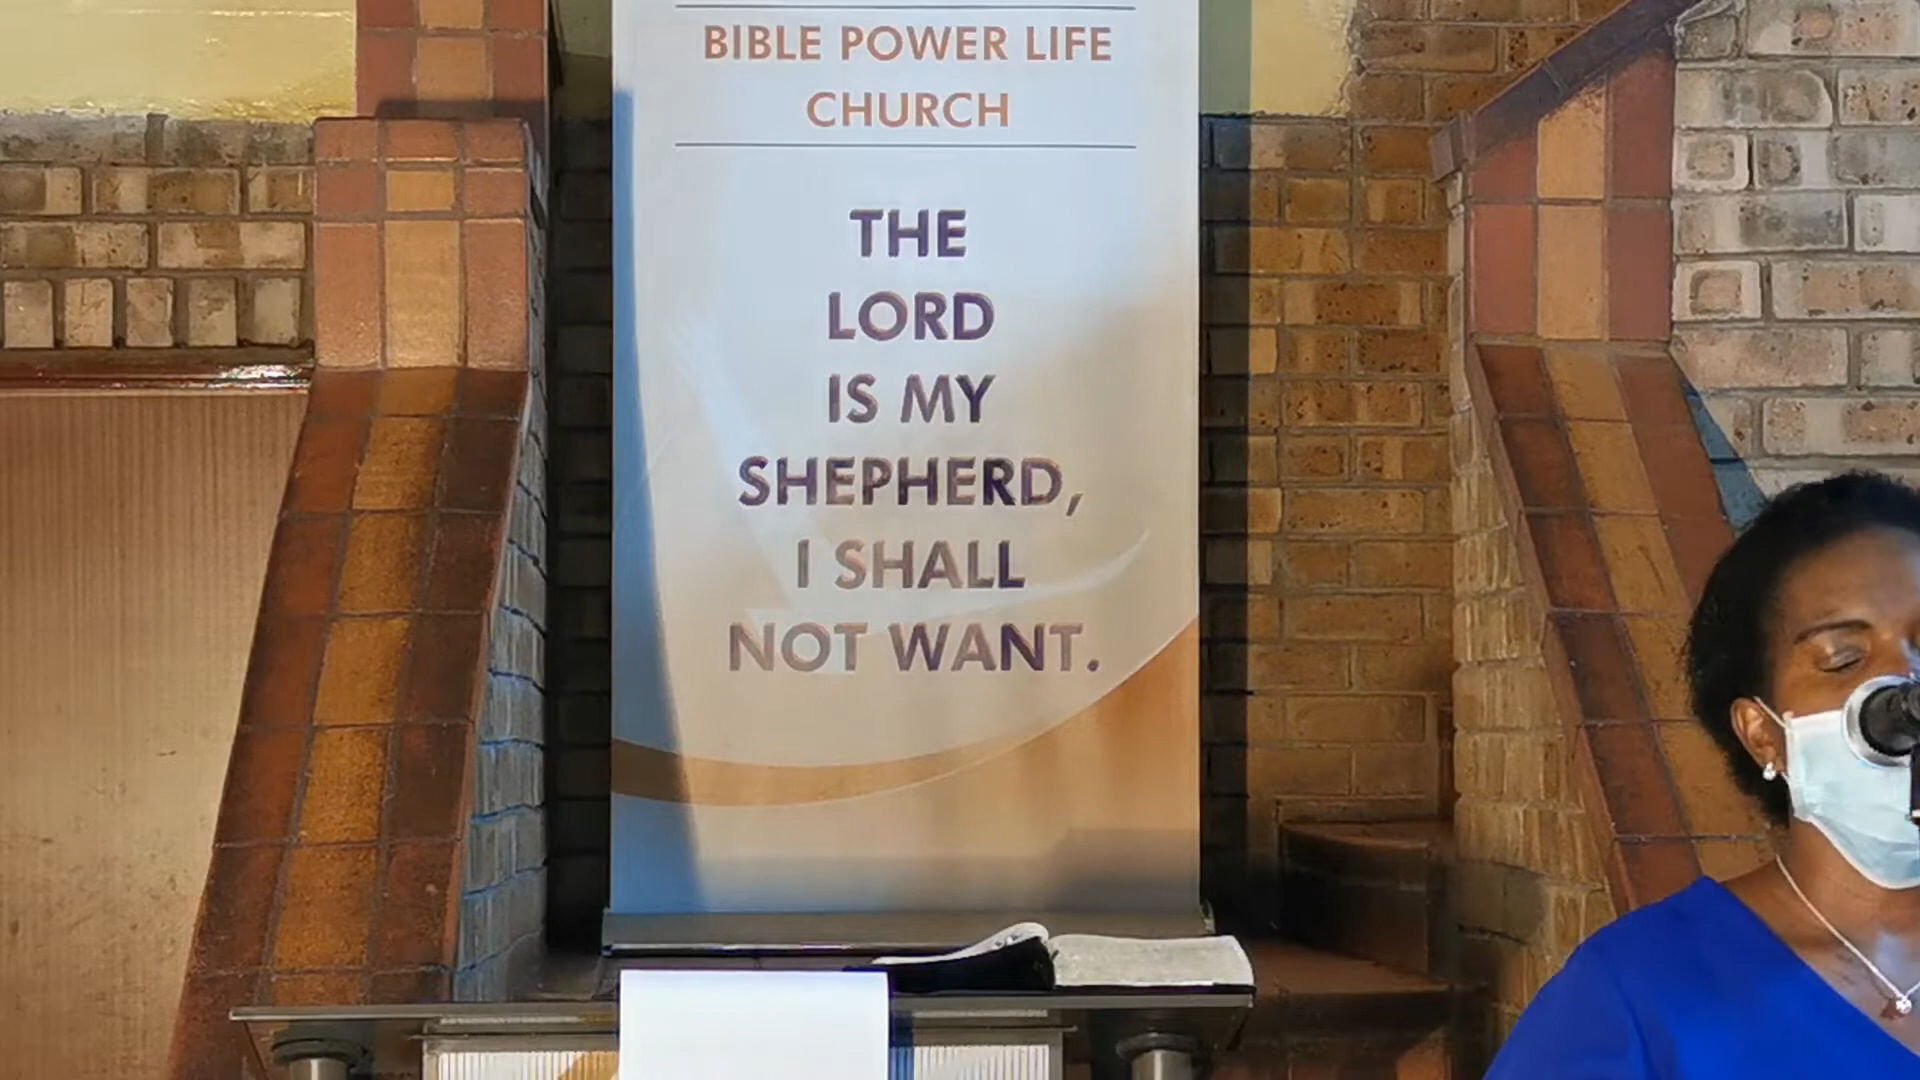 BIBLE POWER LIFE
CHURCH
THE
LORD
IS MY
SHEPHERD,
I SHALL
NOT WANT.